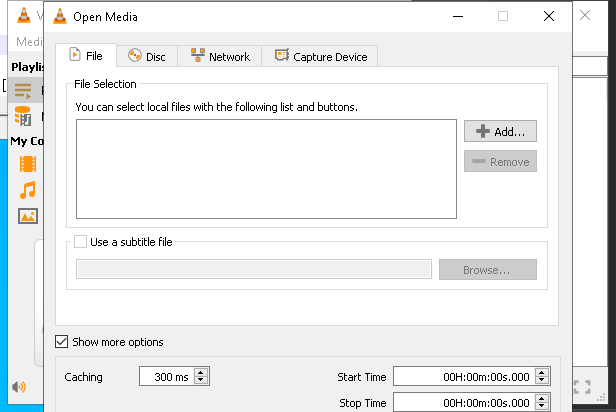 Open Media
Medi
File
Disc
Network
Capture Device
Playlis
File Selection
You can select local files with the following list and buttons.
Add...
Remove
My Co
Use a subtitle file
Browse...
Show more options
Caching
300 ms
Start Time
00H:00m:00s.000
Stop Time
00H:00m:00s.000